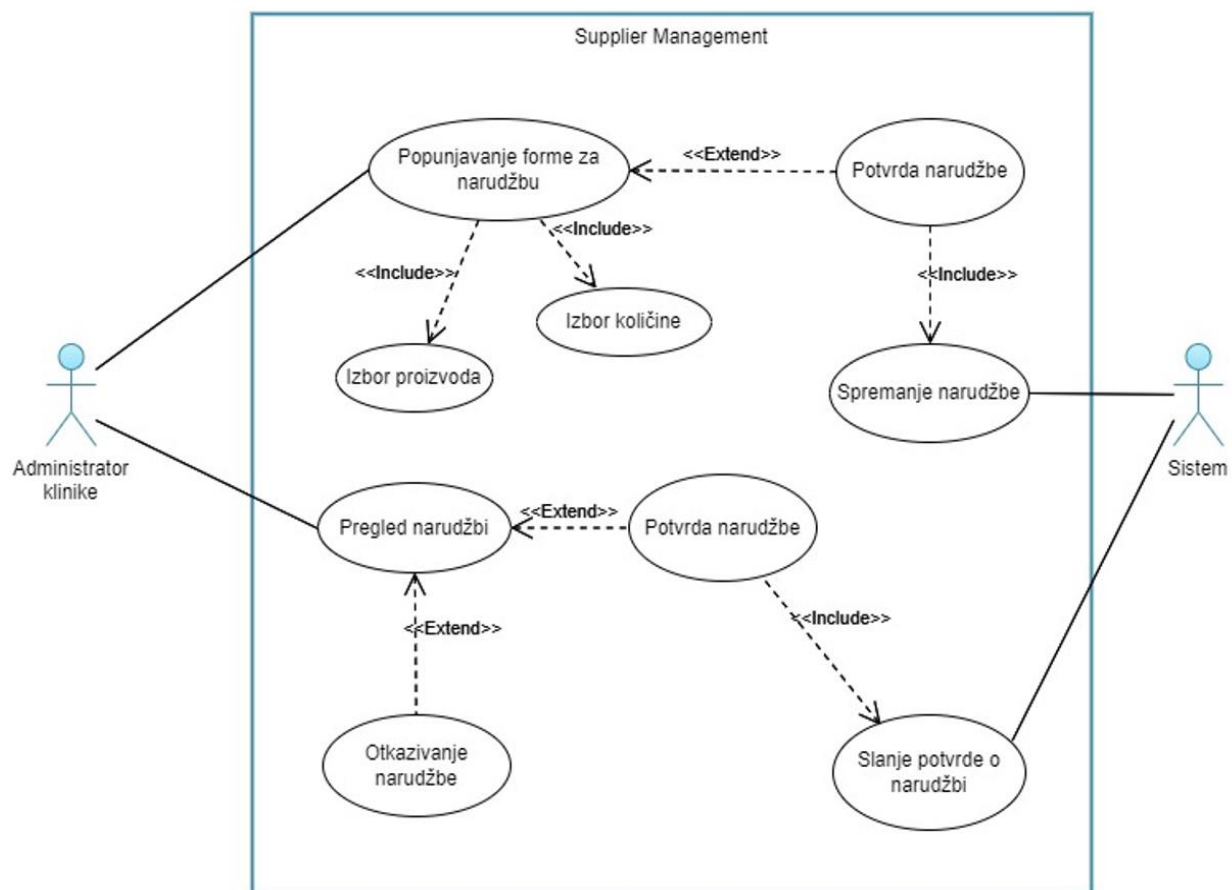 Supplier Management
Popunjavanje forme za
narudžbu
<<Extend>>
Potvrda narudžbe
<<Include>>
<<Include>>
<<Include>>
Izbor količine
Izbor proizvoda
Spremanje narudžbe
Administrator
klinike
Sistem
Pregled narudžbi
<<Extend>>
Potvrda narudžbe
<<Extend>>
<<Include>>
Otkazivanje
narudžbe
Slanje potvrde o
narudžbi